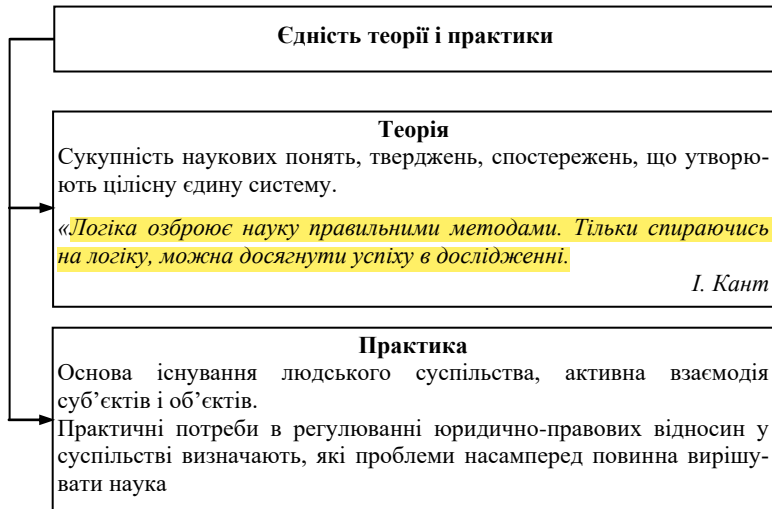 Єдність теорії і практики
Теорія
Сукупність наукових понять, тверджень, спостережень, що утворю-
ють цілісну єдину систему.
«Логіка озброює науку правильними методами. Тільки спираючись
на логіку, можна досягнути успіху в дослідженні.
І. Кант
Практика
Основа існування людського суспільства, активна взаємодія
суб’єктів і об’єктів.
Практичні потреби в регулюванні юридично-правових відносин у
суспільстві визначають, які проблеми насамперед повинна вирішу-
вати наука